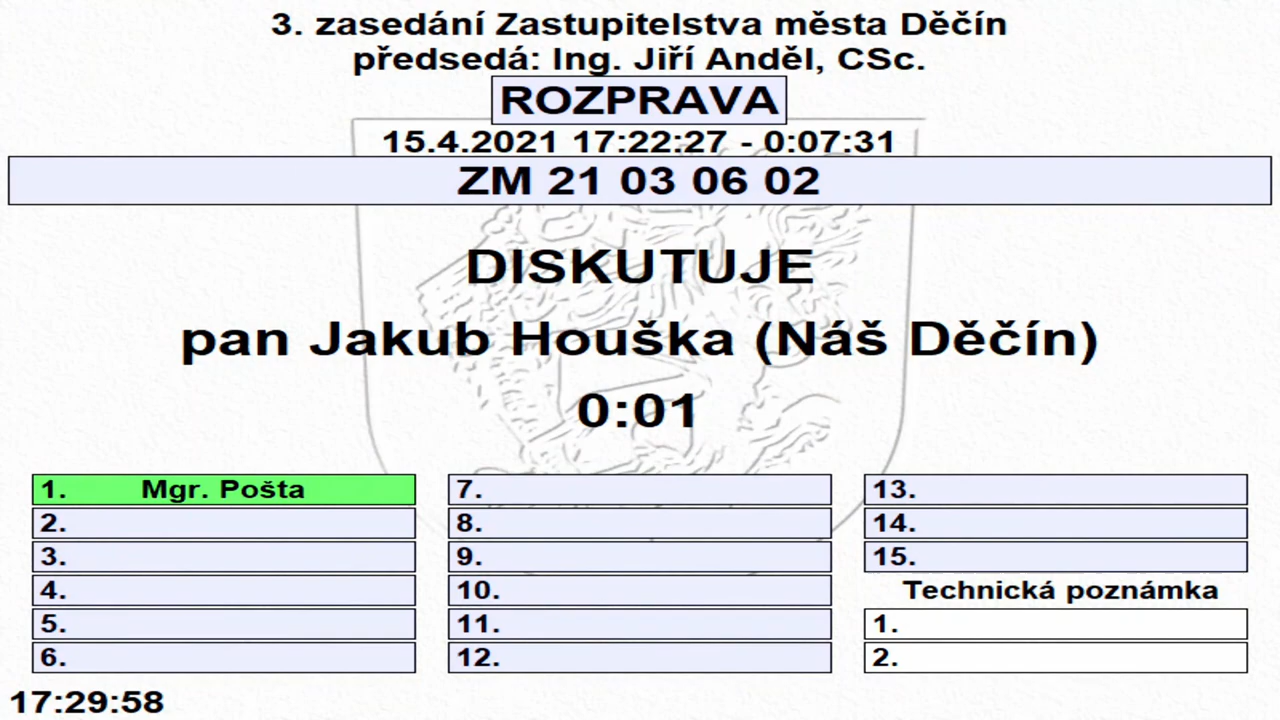 3. zasedání Zastupitelstva města Děčín
předsedá: Ing. Jiří Anděl, CSc.
ROZPRAVA
15.4.2021 17:22:27 - 0:07:31
ZM 21 03 06 02
DISKUTUJE
pan Jakub Houška (Náš Děčín)
0:01
1. Mgr. Pošta
2.
3.
4.
5.
6.
7.
8.
9.
10.
11.
12.
13.
14.
15.
Technická poznámka
1.
2.
17:29:58